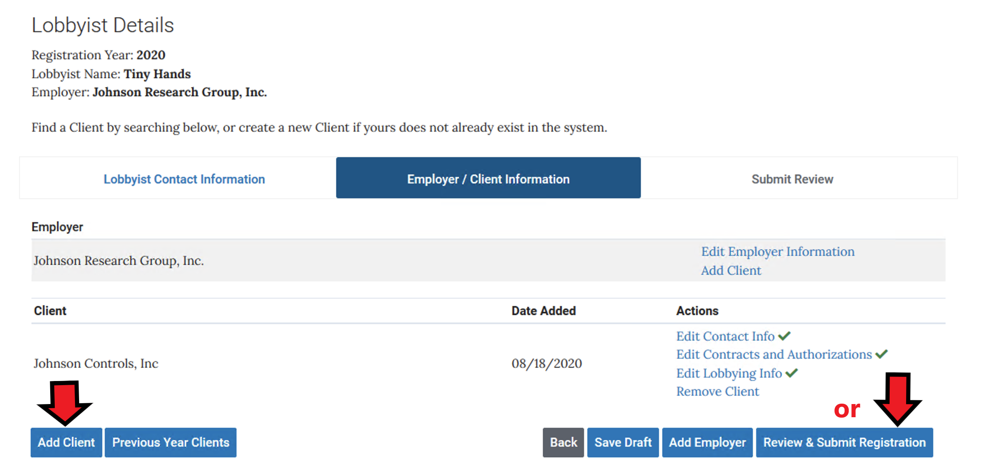 Lobbyist Details
Registration Year: 2020
Lobbyist Name: Tiny Hands
Employer: Johnson Research Group, Inc.
Find a Client by searching below, or create a new Client if yours does not already exist in the system.
Lobbyist Contact Information
Employer / Client Information
Submit Review
Employer
Johnson Research Group, Inc.
Edit Employer Information
Add Client
Client
Date Added
Actions
Johnson Controls, Inc
08/18/2020
Edit Contact Info
Edit Contracts and Authorizations
Edit Lobbying Info
Remove Client
or
Add Client
Previous Year Clients
Back
Save Draft
Add Employer
Review & Submit Registration